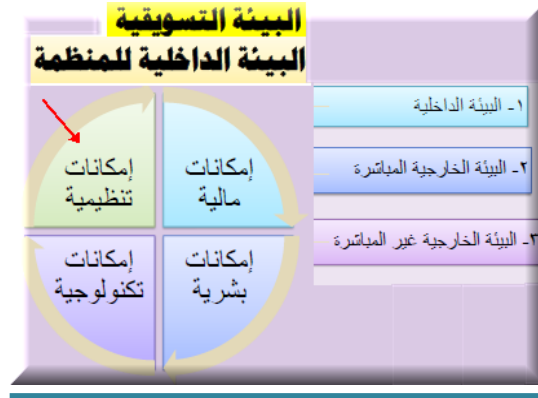 البيئة التسويقية
البيئة الداخلية للمنظمة
١- البيئة الداخلية
٢- البيئة الخارجية المباشرة
٣- البيئة الخارجية غير المباشرة
إمكانات
مالية
إمكانات
تنظيمية
إمكانات
بشرية
إمكانات
تكنولوجية